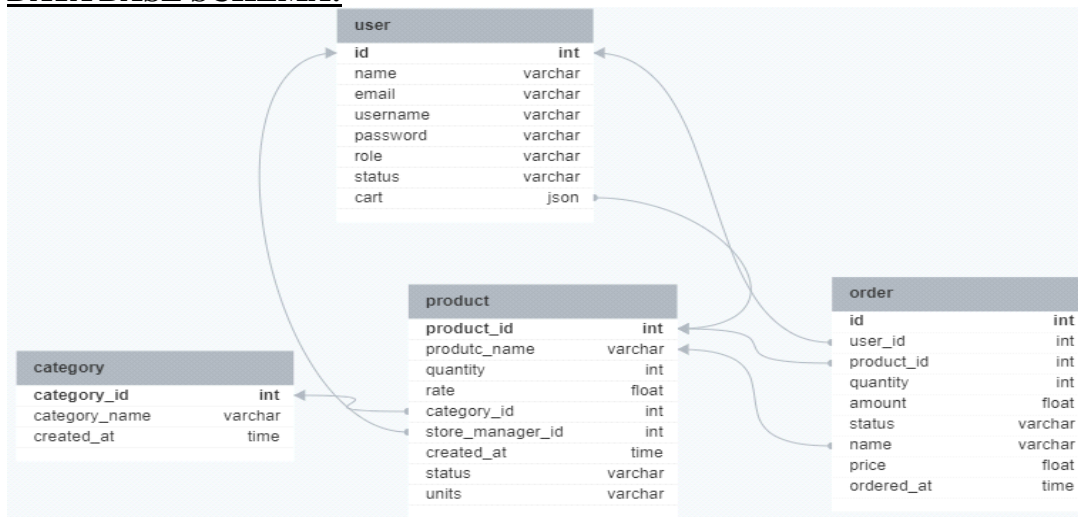 DATA BASE SCHEMA:
user
id int
name varchar
email varchar
username varchar
password varchar
role varchar
status varchar
cart json
product
product_id int
produtc_name varchar
quantity int
rate float
category_id int
store_manager_id int
created_at time
status varchar
units varchar
order
id int
user_id int
product_id int
quantity int
amount float
status varchar
name varchar
price float
ordered_at time
category
category_id int
category_name varchar
created_at time